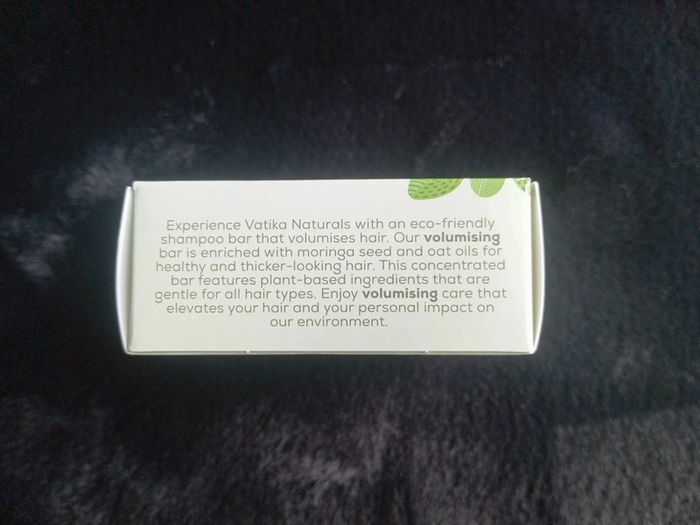 Experience Vatika Naturals with an eco-friendly
shampoo bar that volumises hair. Our volumising
bar is enriched with moringa seed and oat oils for
healthy and thicker-looking hair. This concentrated
bar features plant-based ingredients that are
gentle for all hair types. Enjoy volumising care that
elevates your hair and your personal impact on
our environment.